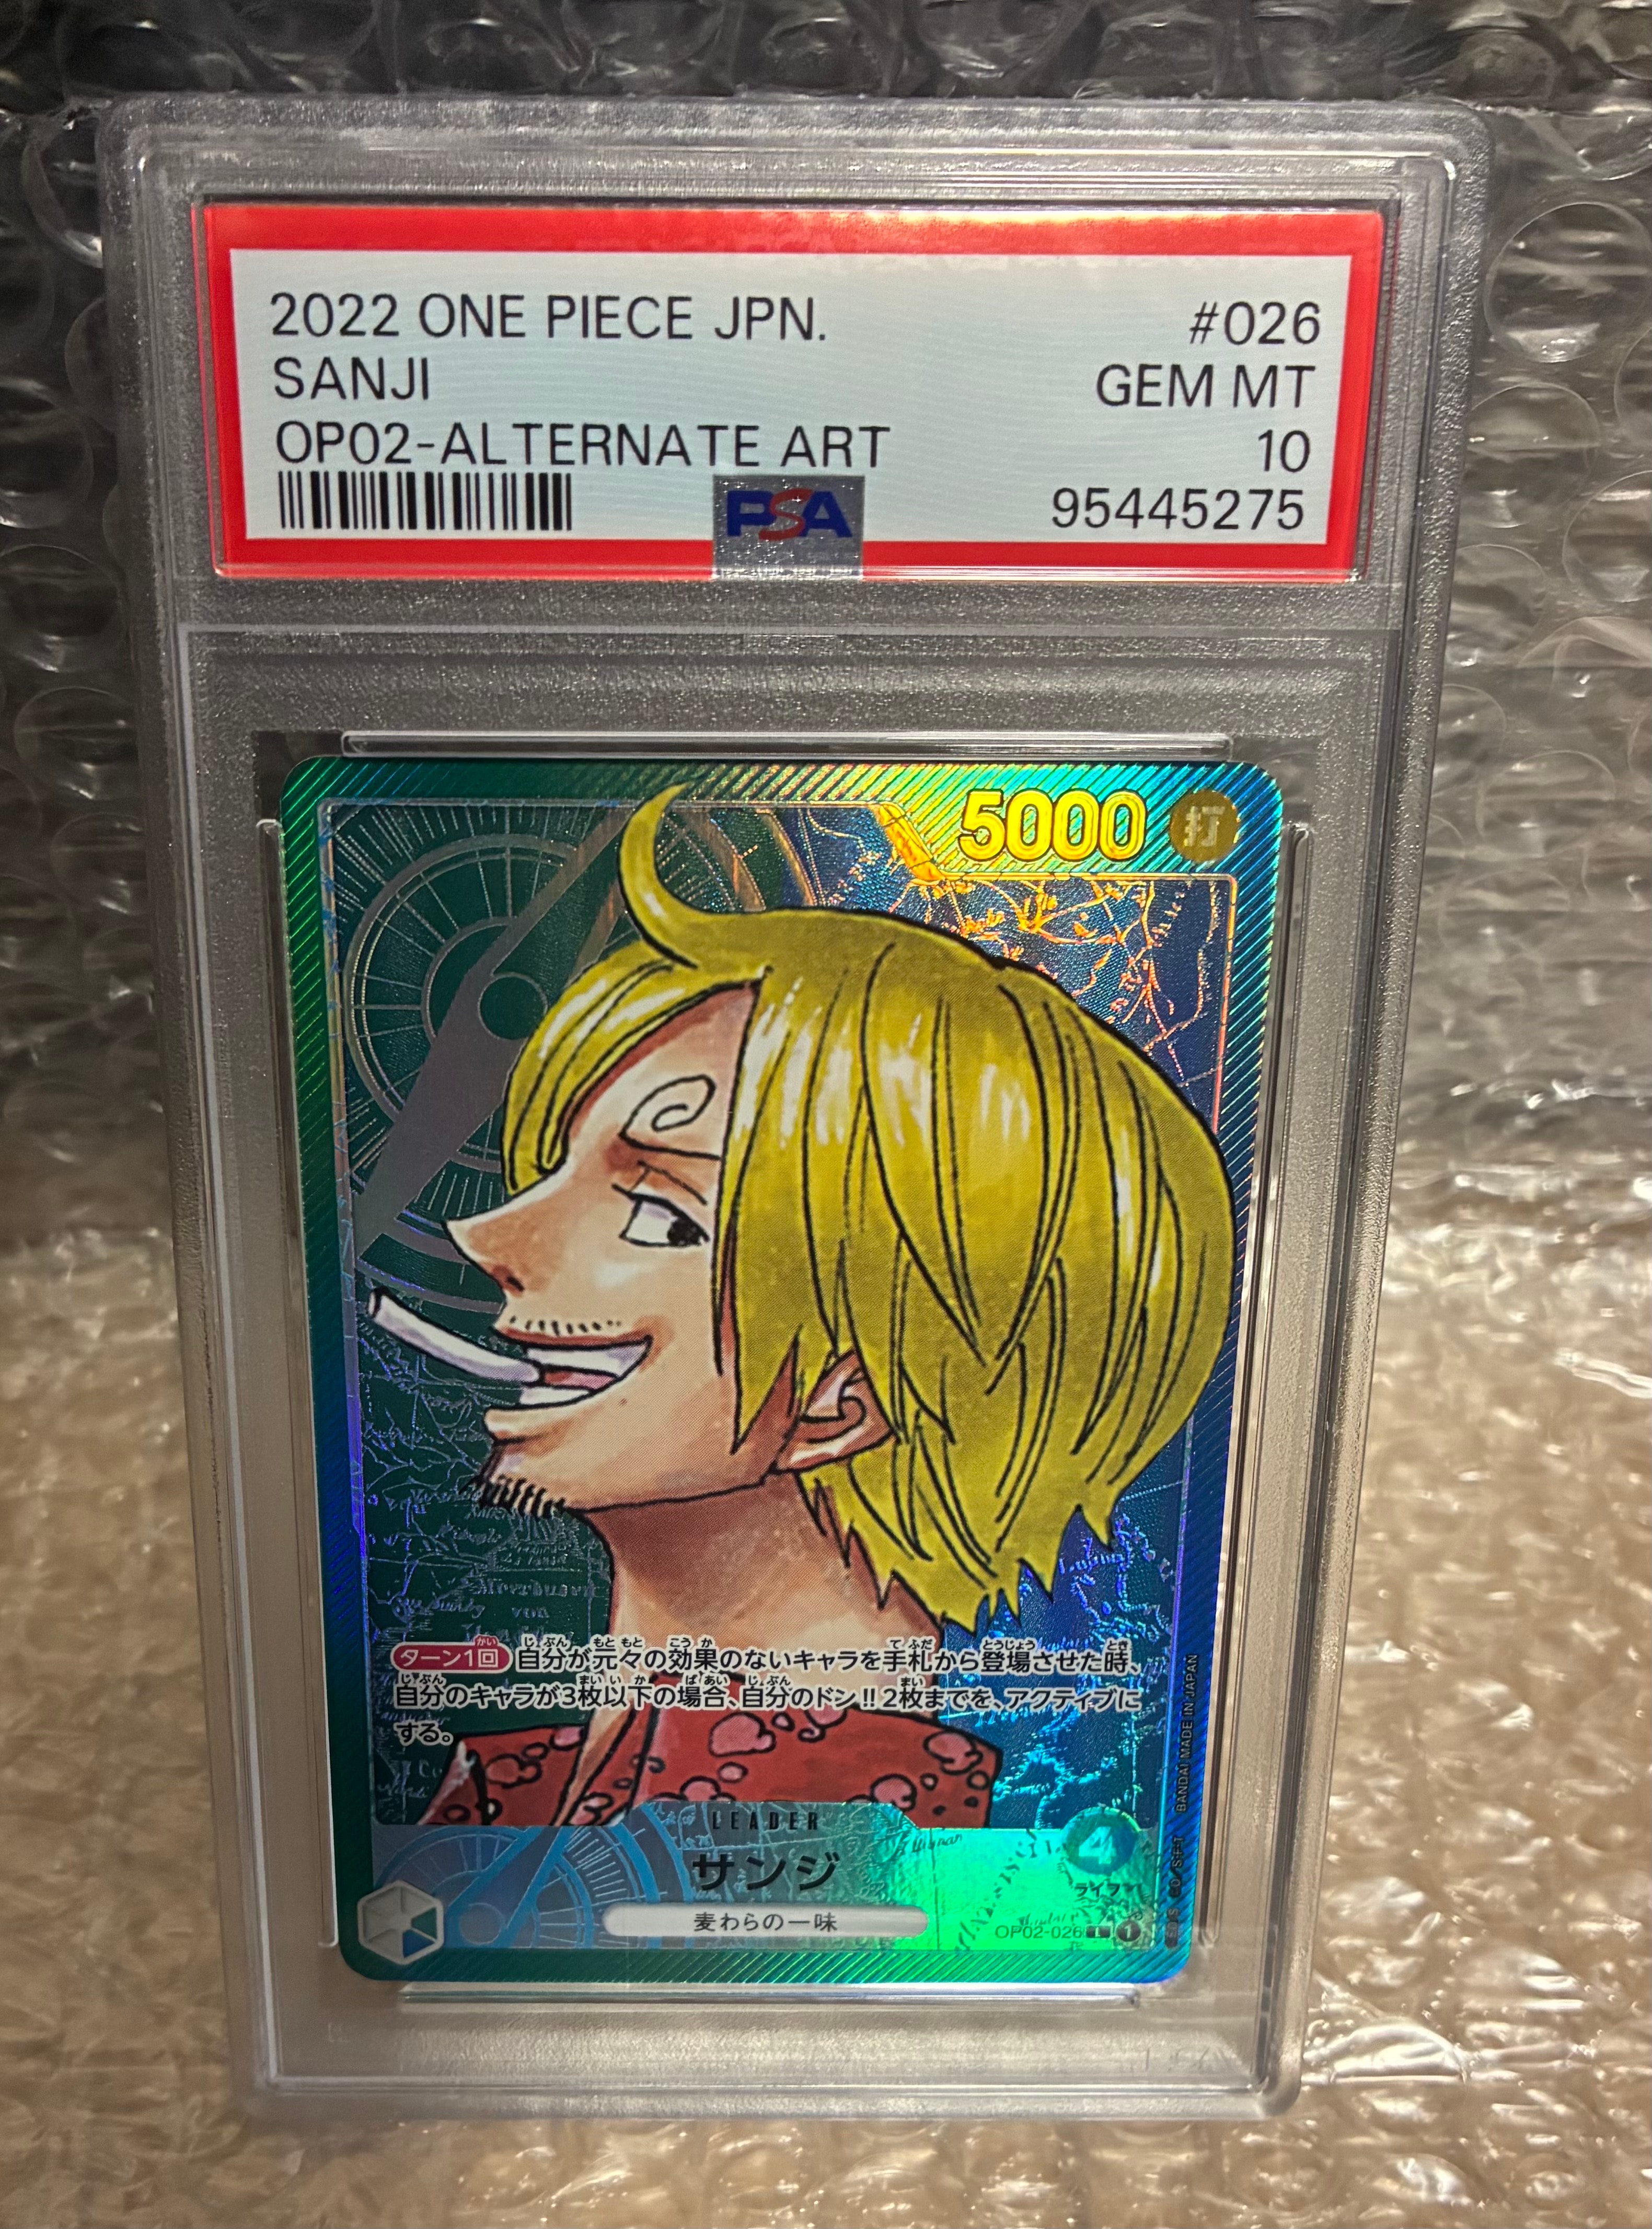 2022 ONE PIECE JPN. #026
SANJI GEM MT
OP02-ALTERNATE ART 10
PSA 95445275
5000 打
ターン1回 自分が元々の効果のないキャラを手札から登場させた時、
自分のキャラが3枚以下の場合、自分のドン!!2枚までを、アクティブに
する。
BANDAI MADE IN JAPAN
LEADER
サンジ
4
ライフ
麦わらの一味
OP02-026 L 1